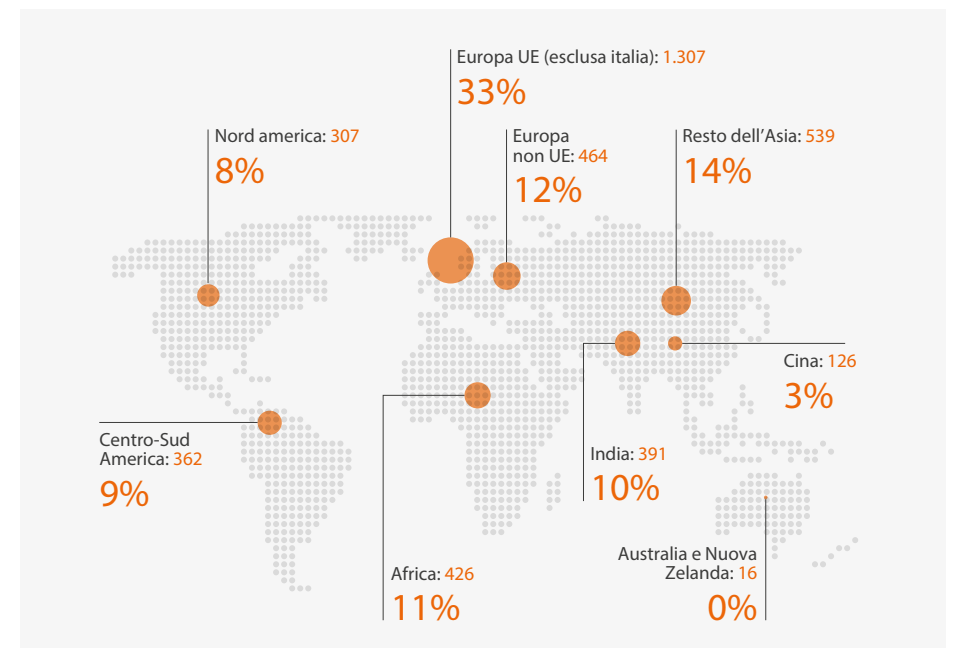 Europa UE (esclusa italia): 1.307
33%
Nord america: 307
8%
Europa
non UE: 464
12%
Resto dell’Asia: 539
14%
Cina: 126
3%
Centro-Sud
America: 362
9%
India: 391
10%
Africa: 426
11%
Australia e Nuova
Zelanda: 16
0%